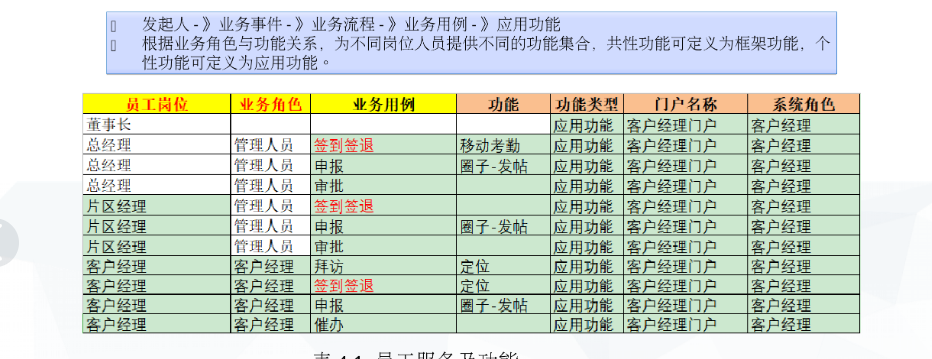 发起人-》业务事件-》业务流程-》业务用例-》应用功能
根据业务角色与功能关系，为不同岗位人员提供不同的功能集合，共性功能可定义为框架功能，个
性功能可定义为应用功能。
员工岗位 业务角色 业务用例 功能 功能类型 门户名称 系统角色
董事长 应用功能 客户经理门户 客户经理
总经理 管理人员 签到签退 移动考勤 应用功能 客户经理门户 客户经理
总经理 管理人员 申报 圈子-发帖 应用功能 客户经理门户 客户经理
总经理 管理人员 审批 应用功能 客户经理门户 客户经理
片区经理 管理人员 签到签退 应用功能 客户经理门户 客户经理
片区经理 管理人员 申报 圈子-发帖 应用功能 客户经理门户 客户经理
片区经理 管理人员 审批 应用功能 客户经理门户 客户经理
客户经理 客户经理 拜访 定位 应用功能 客户经理门户 客户经理
客户经理 客户经理 签到签退 定位 应用功能 客户经理门户 客户经理
客户经理 客户经理 申报 圈子-发帖 应用功能 客户经理门户 客户经理
客户经理 客户经理 催办 应用功能 客户经理门户 客户经理